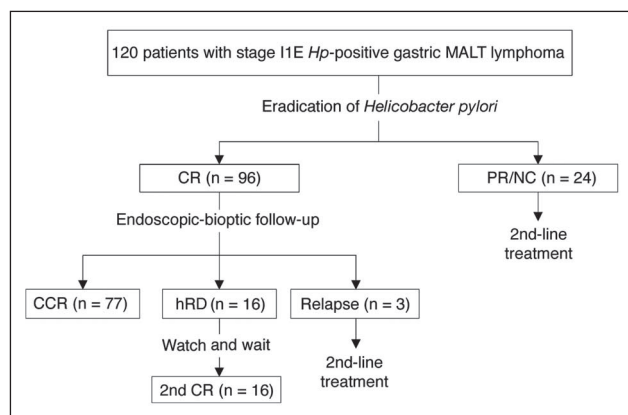 120 patients with stage I1E Hp-positive gastric MALT lymphoma
Eradication of Helicobacter pylori
CR (n = 96)
PR/NC (n = 24)
Endoscopic-bioptic follow-up
2nd-line
treatment
CCR (n = 77)
hRD (n = 16)
Relapse (n = 3)
Watch and wait
2nd-line
treatment
2nd CR (n = 16)